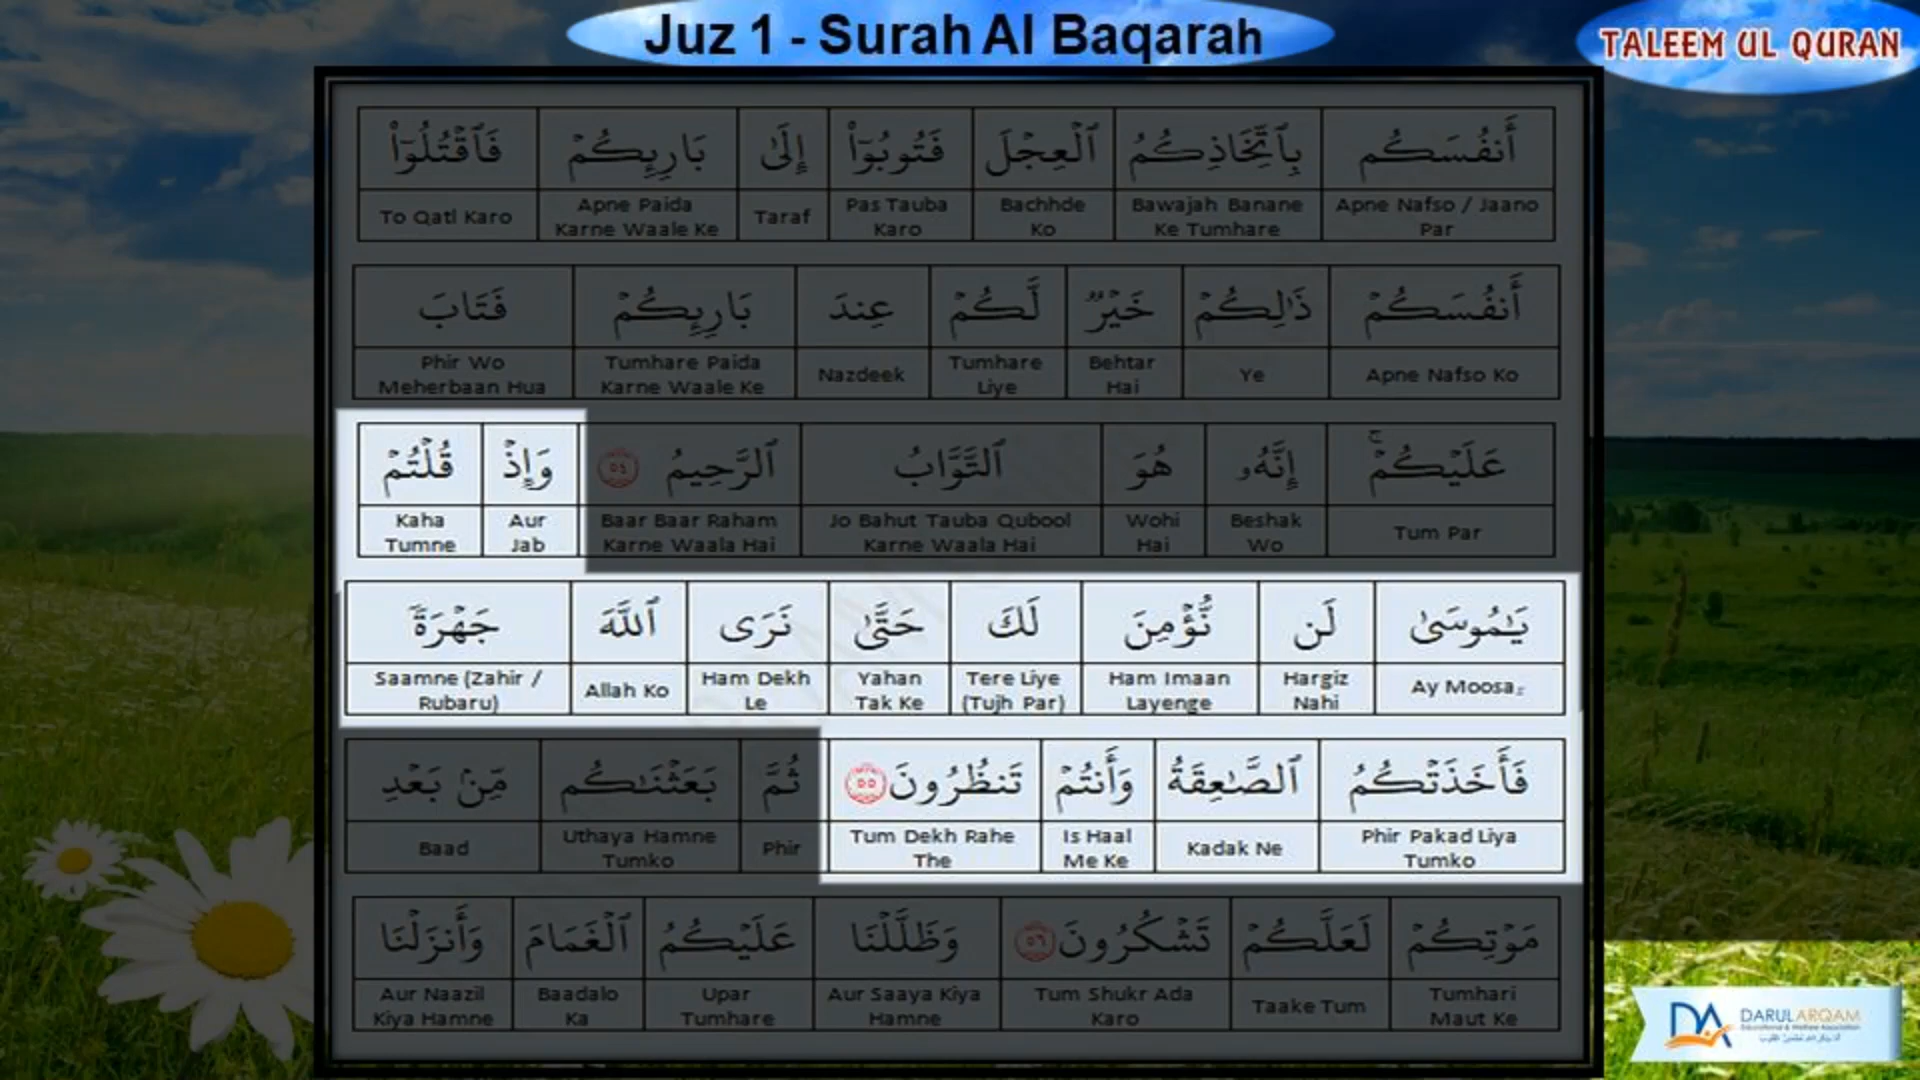 Juz 1 - Surah Al Baqarah
TALEEM UL QURAN
أَنفُسَكُم بِٱتِّخَاذِكُمُ ٱلْعِجْلَ فَتُوبُوٓا۟ إِلَىٰ بَارِئِكُمْ فَٱقْتُلُوٓا۟
Apne Nafso / Jaano Par Bawajah Banane Ke Tumhare Bachhde Ko Pas Tauba Karo Taraf Apne Paida Karne Waale Ke To Qatl Karo
أَنفُسَكُمْ ذَٰلِكُمْ خَيْرٌ لَّكُمْ عِندَ بَارِئِكُمْ فَتَابَ
Apne Nafso Ko Ye Behtar Hai Tumhare Liye Nazdeek Tumhare Paida Karne Waale Ke Phir Wo Meherbaan Hua
عَلَيْكُمْ ۚ إِنَّهُۥ هُوَ ٱلتَّوَّابُ ٱلرَّحِيمُ ٥٤ وَإِذْ قُلْتُمْ
Tum Par Beshak Wo Wohi Hai Jo Bahut Tauba Qubool Karne Waala Hai Baar Baar Raham Karne Waala Hai Aur Jab Kaha Tumne
يَـٰمُوسَىٰ لَن نُّؤْمِنَ لَكَ حَتَّىٰ نَرَى ٱللَّهَ جَهْرَةً
Ay Moosa Hargiz Nahi Ham Imaan Layenge Tere Liye (Tujh Par) Yahan Tak Ke Ham Dekh Le Allah Ko Saamne (Zahir / Rubaru)
فَأَخَذَتْكُمُ ٱلصَّـٰعِقَةُ وَأَنتُمْ تَنظُرُونَ ٥٥ ثُمَّ بَعَثْنَـٰكُم مِّنۢ بَعْدِ
Phir Pakad Liya Tumko Kadak Ne Is Haal Me Ke Tum Dekh Rahe The Phir Uthaya Hamne Tumko Baad
مَوْتِكُمْ لَعَلَّكُمْ تَشْكُرُونَ ٥٦ وَظَلَّلْنَا عَلَيْكُمُ ٱلْغَمَامَ وَأَنزَلْنَا
Tumhari Maut Ke Taake Tum Tum Shukr Ada Karo Aur Saaya Kiya Hamne Upar Tumhare Baadalo Ka Aur Naazil Kiya Hamne
DARUL ARQAM
Educational & Welfare Association